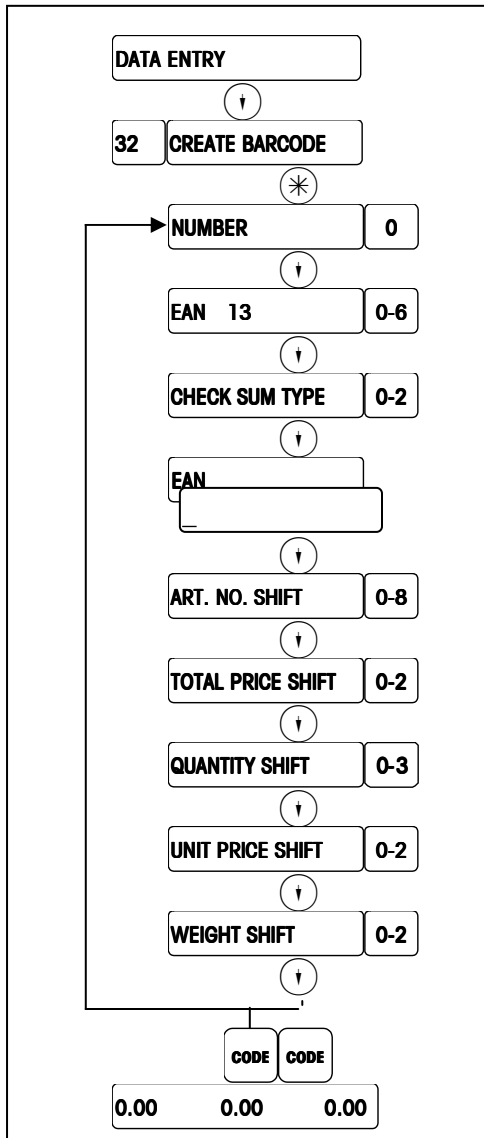 DATA ENTRY
32 CREATE BARCODE
NUMBER 0
EAN 13 0-6
CHECK SUM TYPE 0-2
EAN
_
ART. NO. SHIFT 0-8
TOTAL PRICE SHIFT 0-2
QUANTITY SHIFT 0-3
UNIT PRICE SHIFT 0-2
WEIGHT SHIFT 0-2
CODE CODE
0.00 0.00 0.00